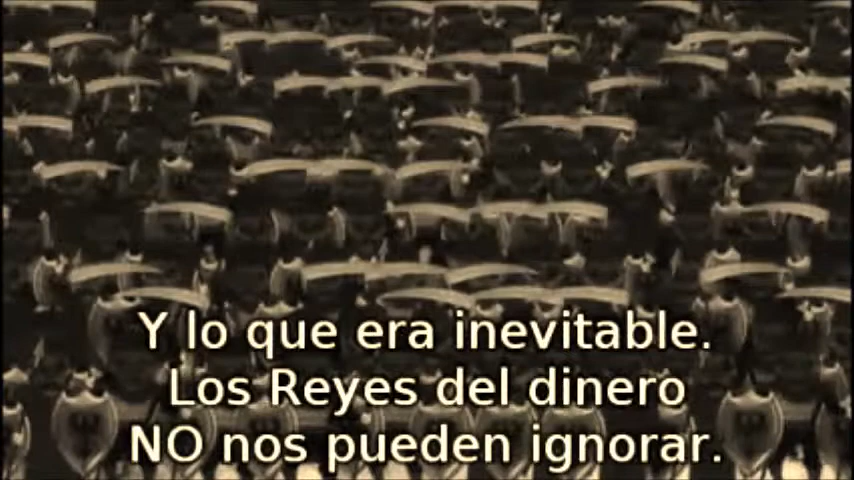 Y lo que era inevitable.
Los Reyes del dinero
NO nos pueden ignorar.